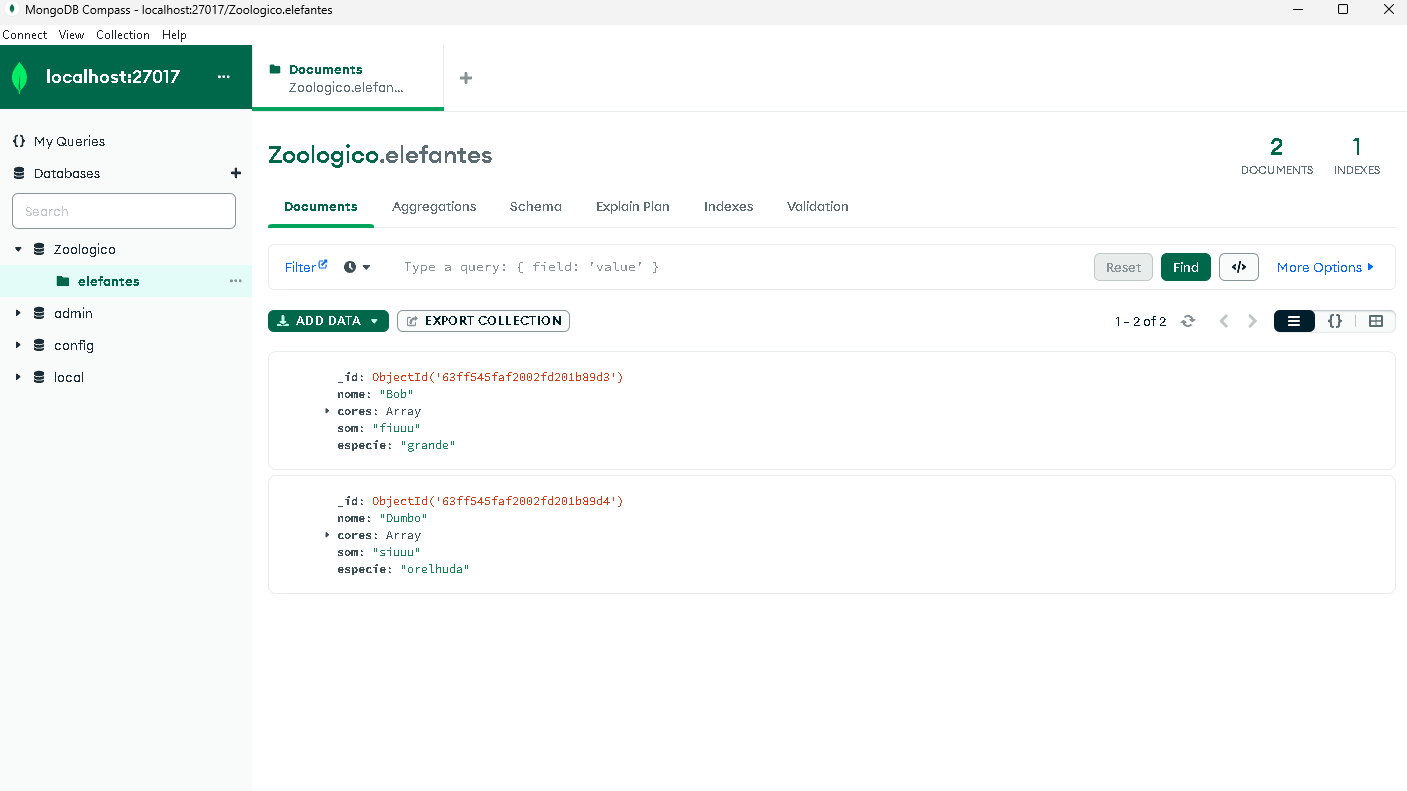 MongoDB Compass - localhost:27017/Zoologico.elefantes
Connect View Collection Help
localhost:27017 ...
Documents
Zoologico.elefan...
{} My Queries
Databases
Search
Zoologico
elefantes ...
admin
config
local
Zoologico.elefantes
2
DOCUMENTS
1
INDEXES
Documents Aggregations Schema Explain Plan Indexes Validation
Filter Type a query: { field: 'value' } Reset Find </> More Options
ADD DATA EXPORT COLLECTION 1 – 2 of 2 {}
_id: ObjectId('63ff545faf2002fd201b89d3')
nome: "Bob"
cores: Array
som: "fiuuu"
especie: "grande"
_id: ObjectId('63ff545faf2002fd201b89d4')
nome: "Dumbo"
cores: Array
som: "siuuu"
especie: "orelhuda"